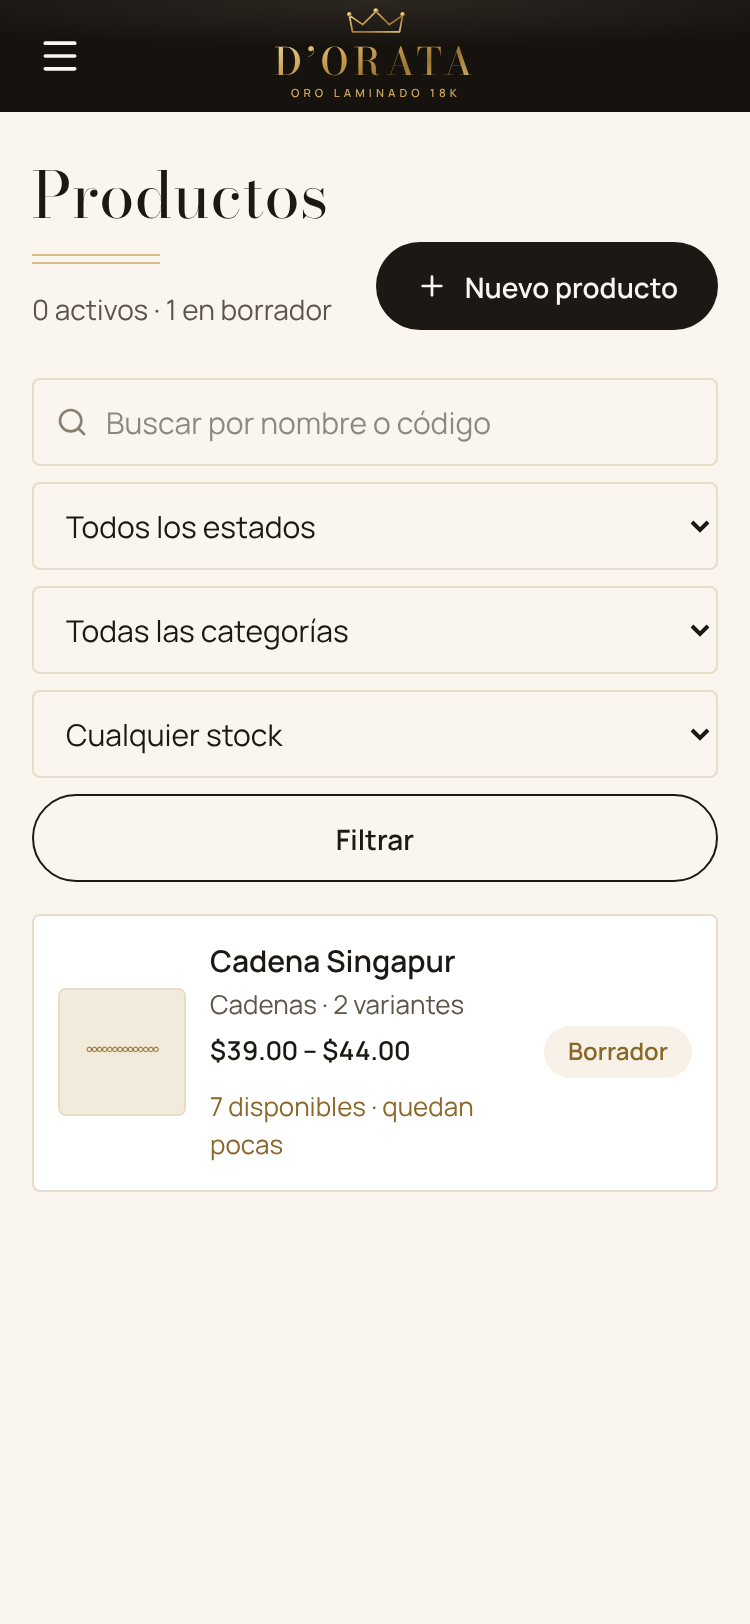 D’ORATA
ORO LAMINADO 18K
Productos
0 activos · 1 en borrador
+ Nuevo producto
Buscar por nombre o código
Todos los estados
Todas las categorías
Cualquier stock
Filtrar
Cadena Singapur
Cadenas · 2 variantes
$39.00 – $44.00
Borrador
7 disponibles · quedan
pocas